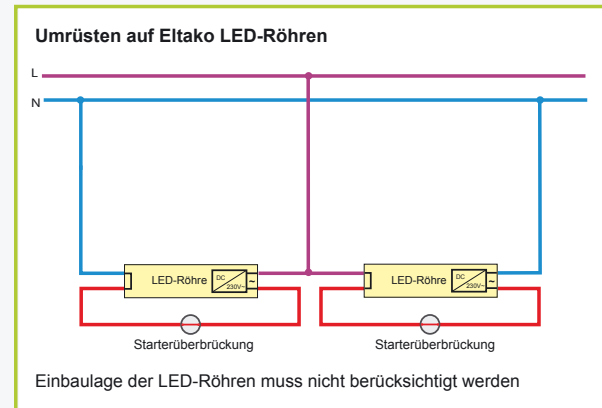 Umrüsten auf Eltako LED-Röhren
L
N
LED-Röhre DC 230V~ ~
LED-Röhre DC 230V~ ~
Starterüberbrückung
Starterüberbrückung
Einbaulage der LED-Röhren muss nicht berücksichtigt werden